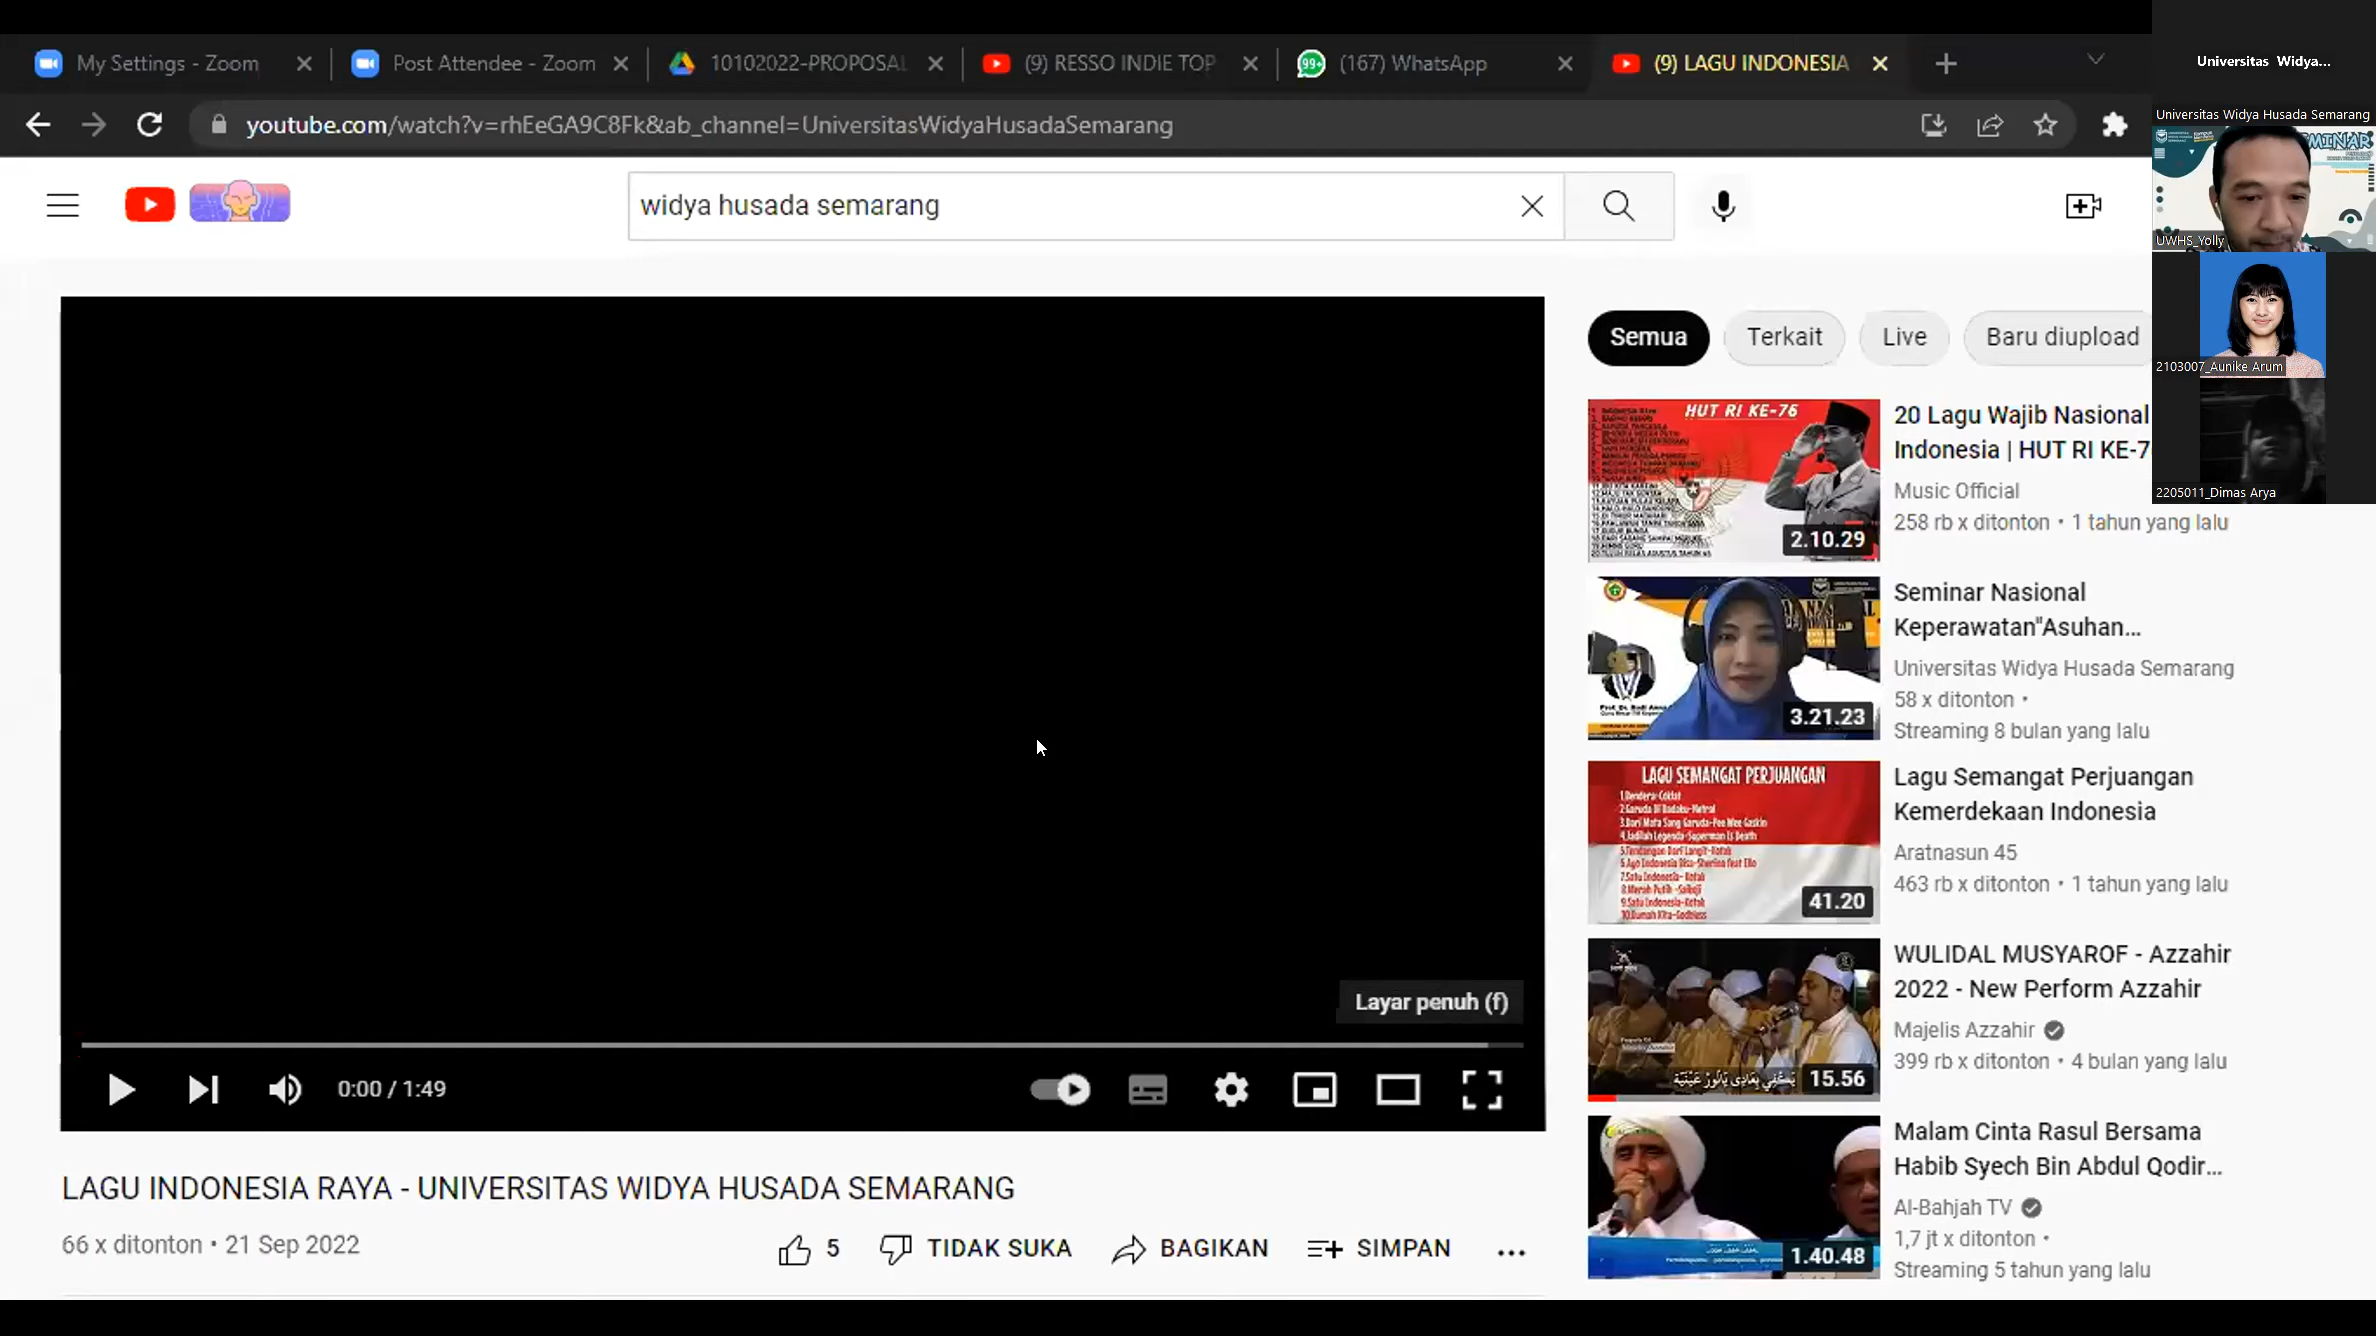 My Settings - Zoom
Post Attendee - Zoom
10102022-PROPOSAL
(9) RESSO INDIE TOP
99+
(167) WhatsApp
(9) LAGU INDONESIA
youtube.com/watch?v=rhEeGA9C8Fk&ab_channel=UniversitasWidyaHusadaSemarang
widya husada semarang
Universitas Widya...
Universitas Widya Husada Semarang
UWHS_Yolly
2103007_Aunike Arum
2205011_Dimas Arya
Layar penuh (f)
0:00 / 1:49
LAGU INDONESIA RAYA - UNIVERSITAS WIDYA HUSADA SEMARANG
66 x ditonton • 21 Sep 2022
5
TIDAK SUKA
BAGIKAN
SIMPAN
Semua
Terkait
Live
Baru diupload
HUT RI KE-76
2.10.29
20 Lagu Wajib Nasional
Indonesia | HUT RI KE-7
Music Official
258 rb x ditonton • 1 tahun yang lalu
3.21.23
Seminar Nasional
Keperawatan"Asuhan...
Universitas Widya Husada Semarang
58 x ditonton •
Streaming 8 bulan yang lalu
LAGU SEMANGAT PERJUANGAN
41.20
Lagu Semangat Perjuangan
Kemerdekaan Indonesia
Aratnasun 45
463 rb x ditonton • 1 tahun yang lalu
15.56
WULIDAL MUSYAROF - Azzahir
2022 - New Perform Azzahir
Majelis Azzahir
399 rb x ditonton • 4 bulan yang lalu
1.40.48
Malam Cinta Rasul Bersama
Habib Syech Bin Abdul Qodir...
Al-Bahjah TV
1,7 jt x ditonton •
Streaming 5 tahun yang lalu